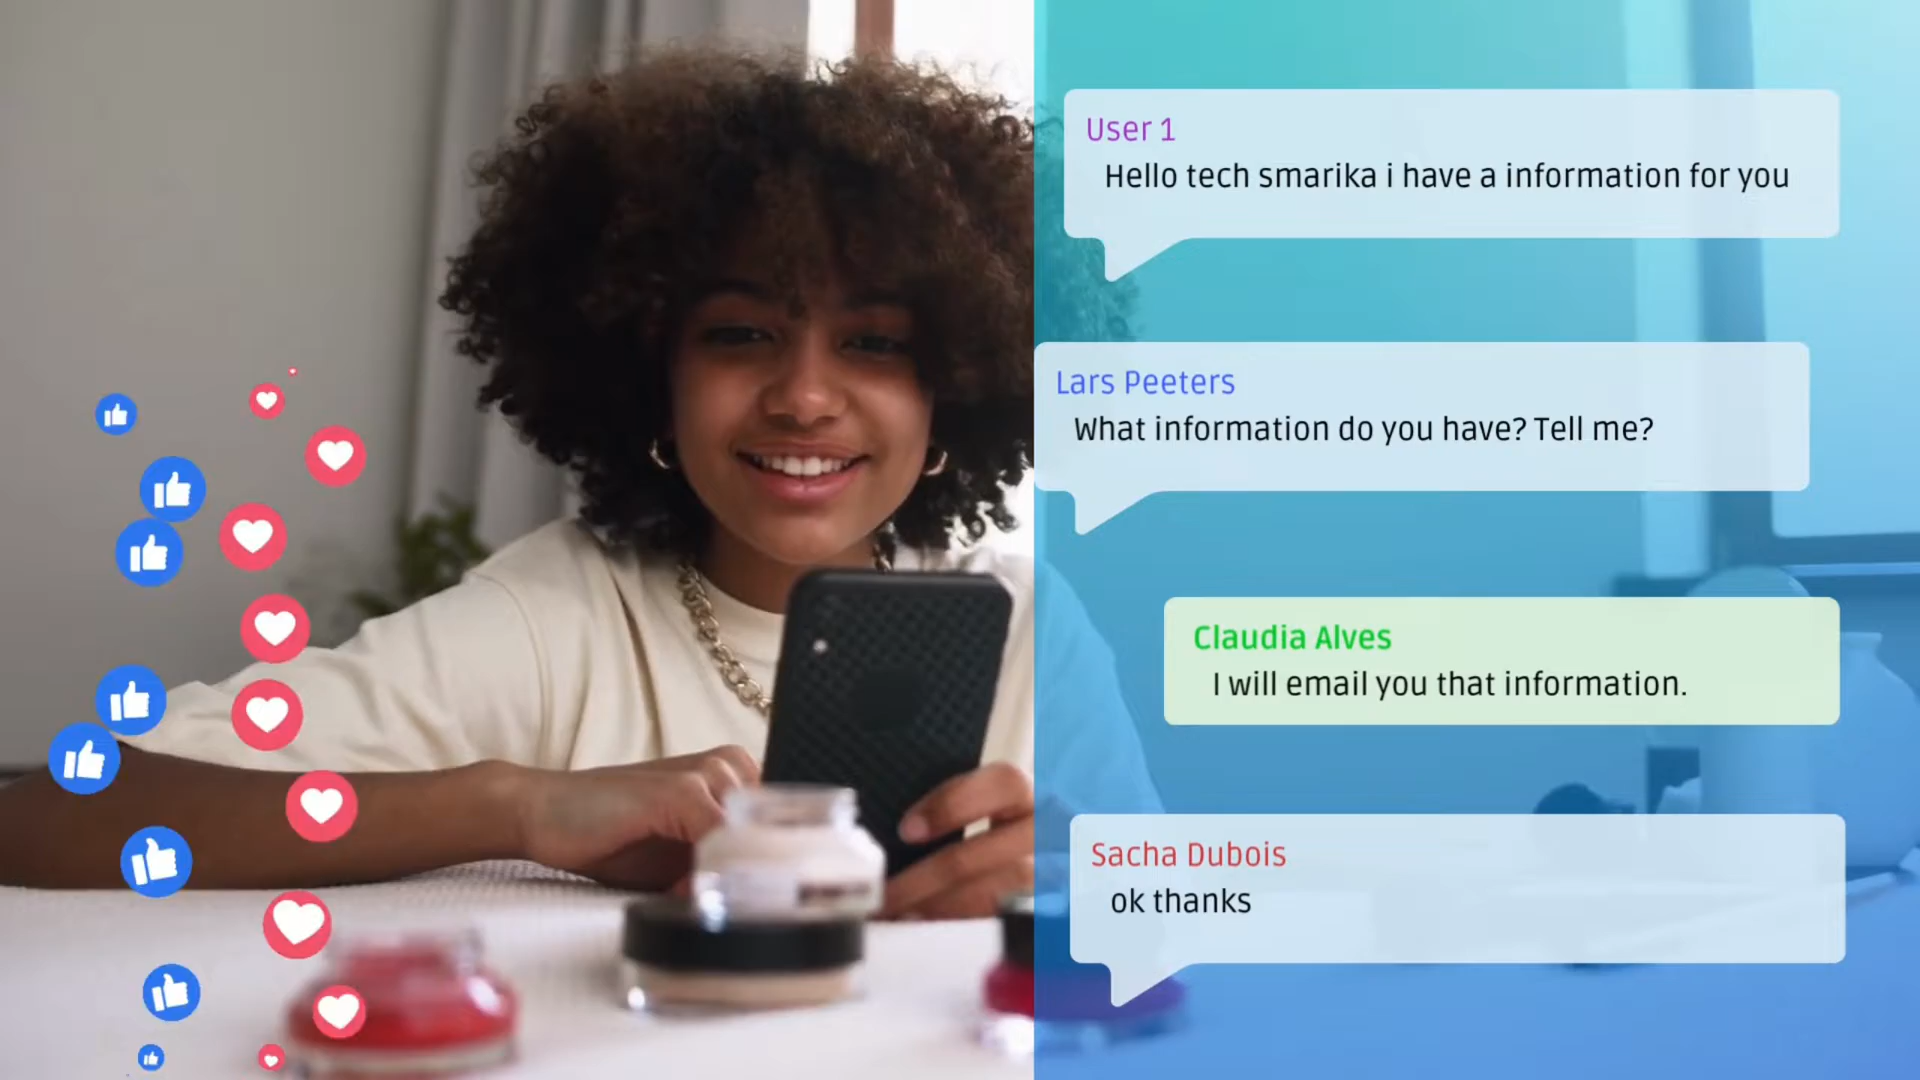 User 1
Hello tech smarika i have a information for you
Lars Peeters
What information do you have? Tell me?
Claudia Alves
I will email you that information.
Sacha Dubois
ok thanks